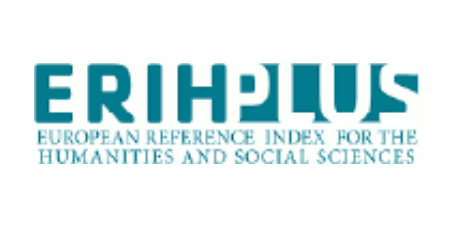 ERIHPLUS
EUROPEAN REFERENCE INDEX FOR THE
HUMANITIES AND SOCIAL SCIENCES